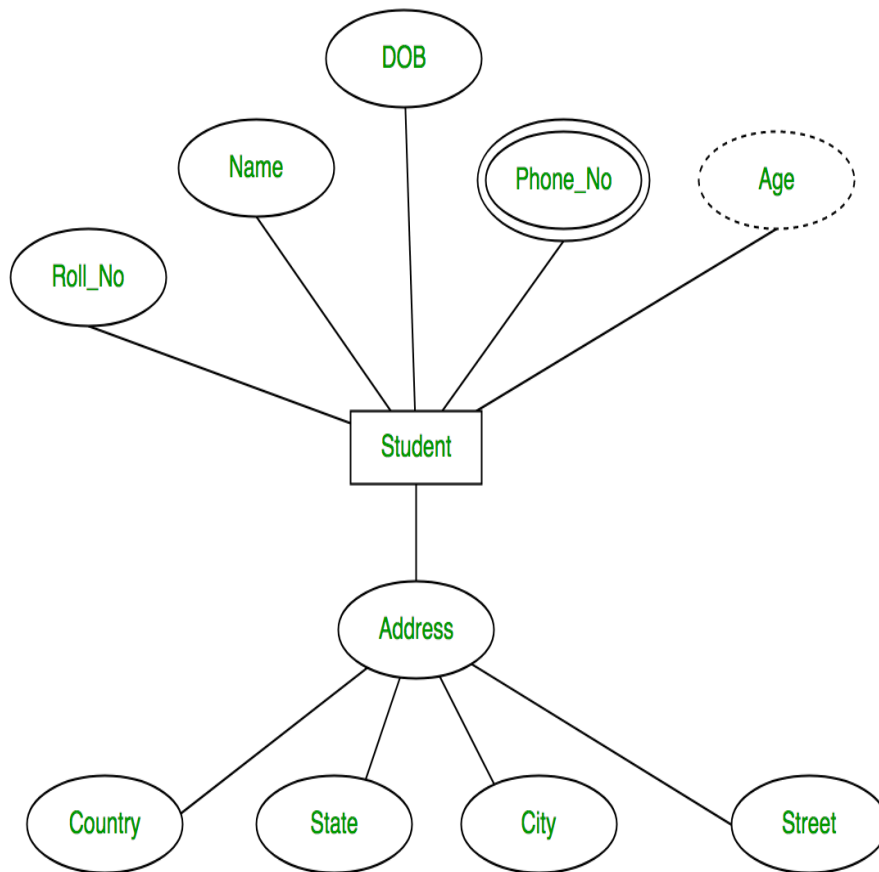 DOB
Name
Phone_No
Age
Roll_No
Student
Address
Country
State
City
Street